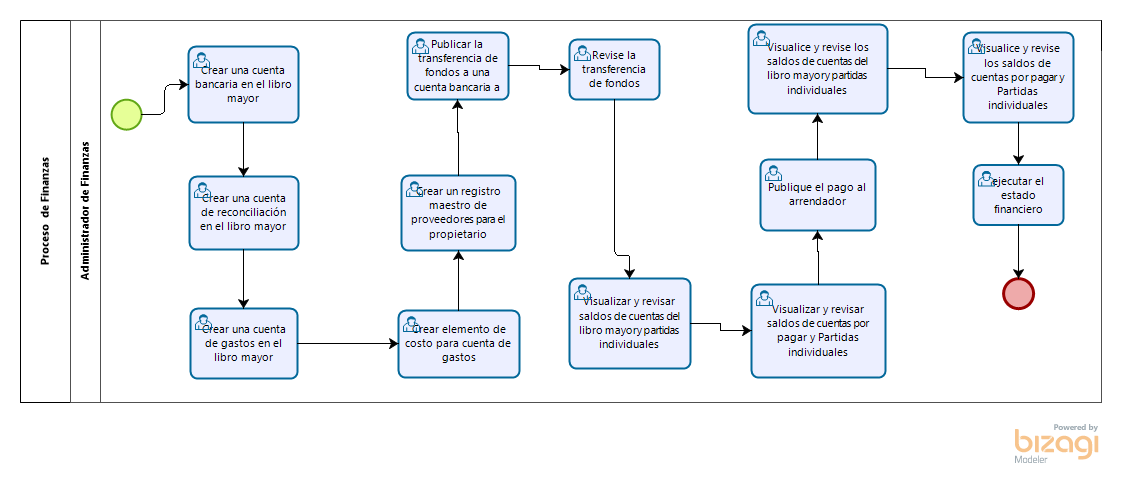 Proceso de Finanzas
Administrador de Finanzas
Crear una cuenta
bancaria en el libro
mayor
Crear una cuenta
de reconciliación
en el libro mayor
Crear una cuenta
de gastos en el
libro mayor
Crear elemento de
costo para cuenta de
gastos
Crear un registro
maestro de
proveedores para el
propietario
Publicar la
transferencia de
fondos a una
cuenta bancaria a
Revise la
transferencia
de fondos
Visualizar y revisar
saldos de cuentas del
libro mayor y partidas
individuales
Visualizar y revisar
saldos de cuentas por
pagar y Partidas
individuales
Publique el pago al
arrendador
Visualice y revise los
saldos de cuentas del
libro mayor y partidas
individuales
Visualice y revise
los saldos de
cuentas por pagar y
Partidas
individuales
ejecutar el
estado
financiero
Powered by
bizagi
Modeler